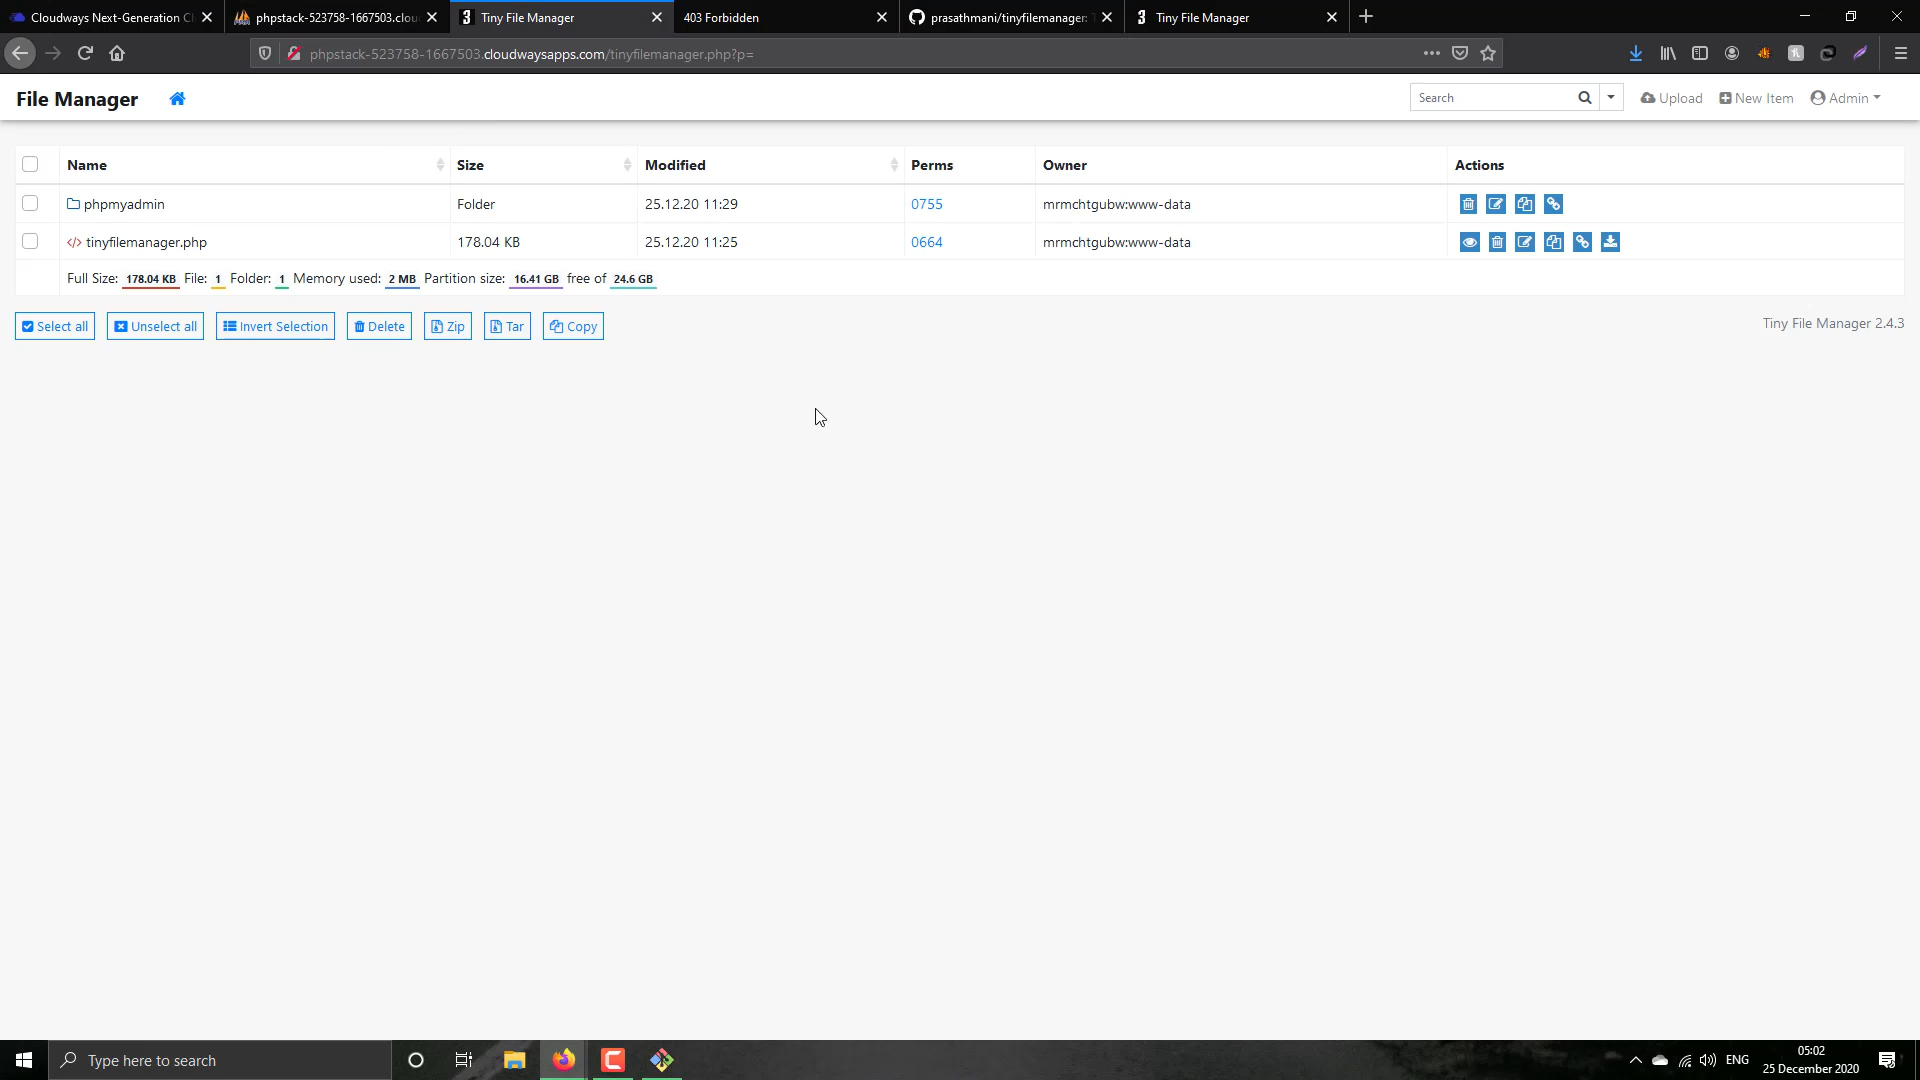 Cloudways Next-Generation Cl
phpstack-523758-1667503.clou
Tiny File Manager
403 Forbidden
prasathmani/tinyfilemanager: T
Tiny File Manager
phpstack-523758-1667503.cloudwaysapps.com/tinyfilemanager.php?p=
File Manager
Search
Upload
New Item
Admin
Name Size Modified Perms Owner Actions
phpmyadmin Folder 25.12.20 11:29 0755 mrmchtgubw:www-data
tinyfilemanager.php 178.04 KB 25.12.20 11:25 0664 mrmchtgubw:www-data
Full Size: 178.04 KB File: 1 Folder: 1 Memory used: 2 MB Partition size: 16.41 GB free of 24.6 GB
Select all Unselect all Invert Selection Delete Zip Tar Copy
Tiny File Manager 2.4.3
Type here to search
ENG
05:02
25 December 2020